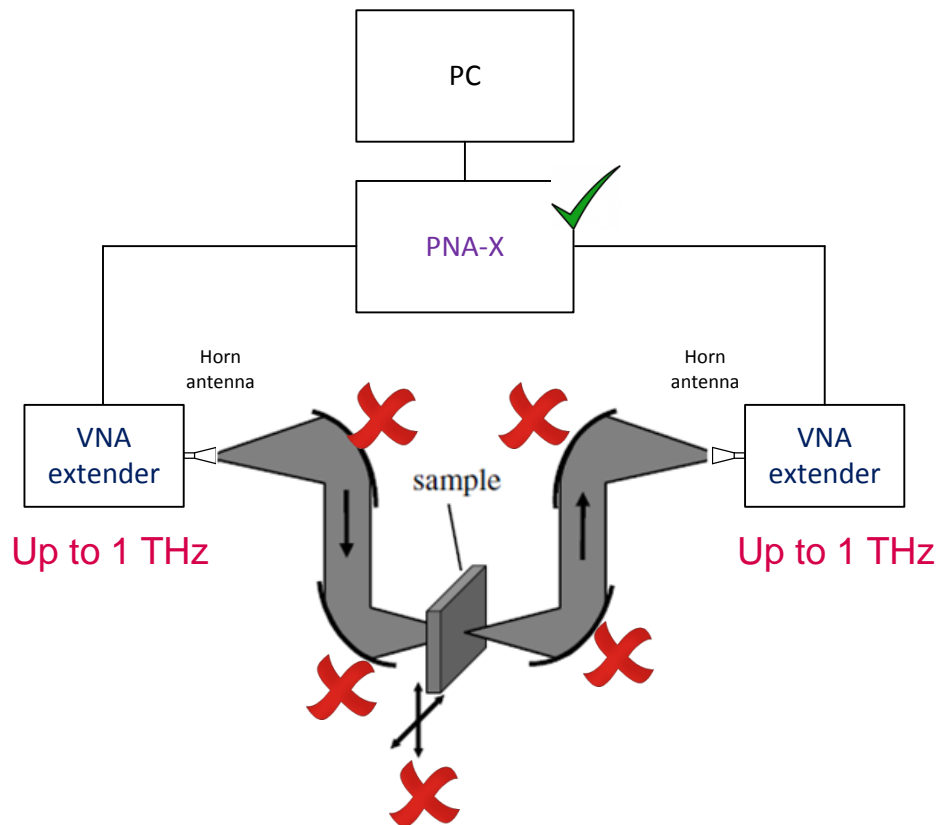 PC
PNA-X
Horn
antenna
Horn
antenna
VNA
extender
VNA
extender
sample
Up to 1 THz
Up to 1 THz